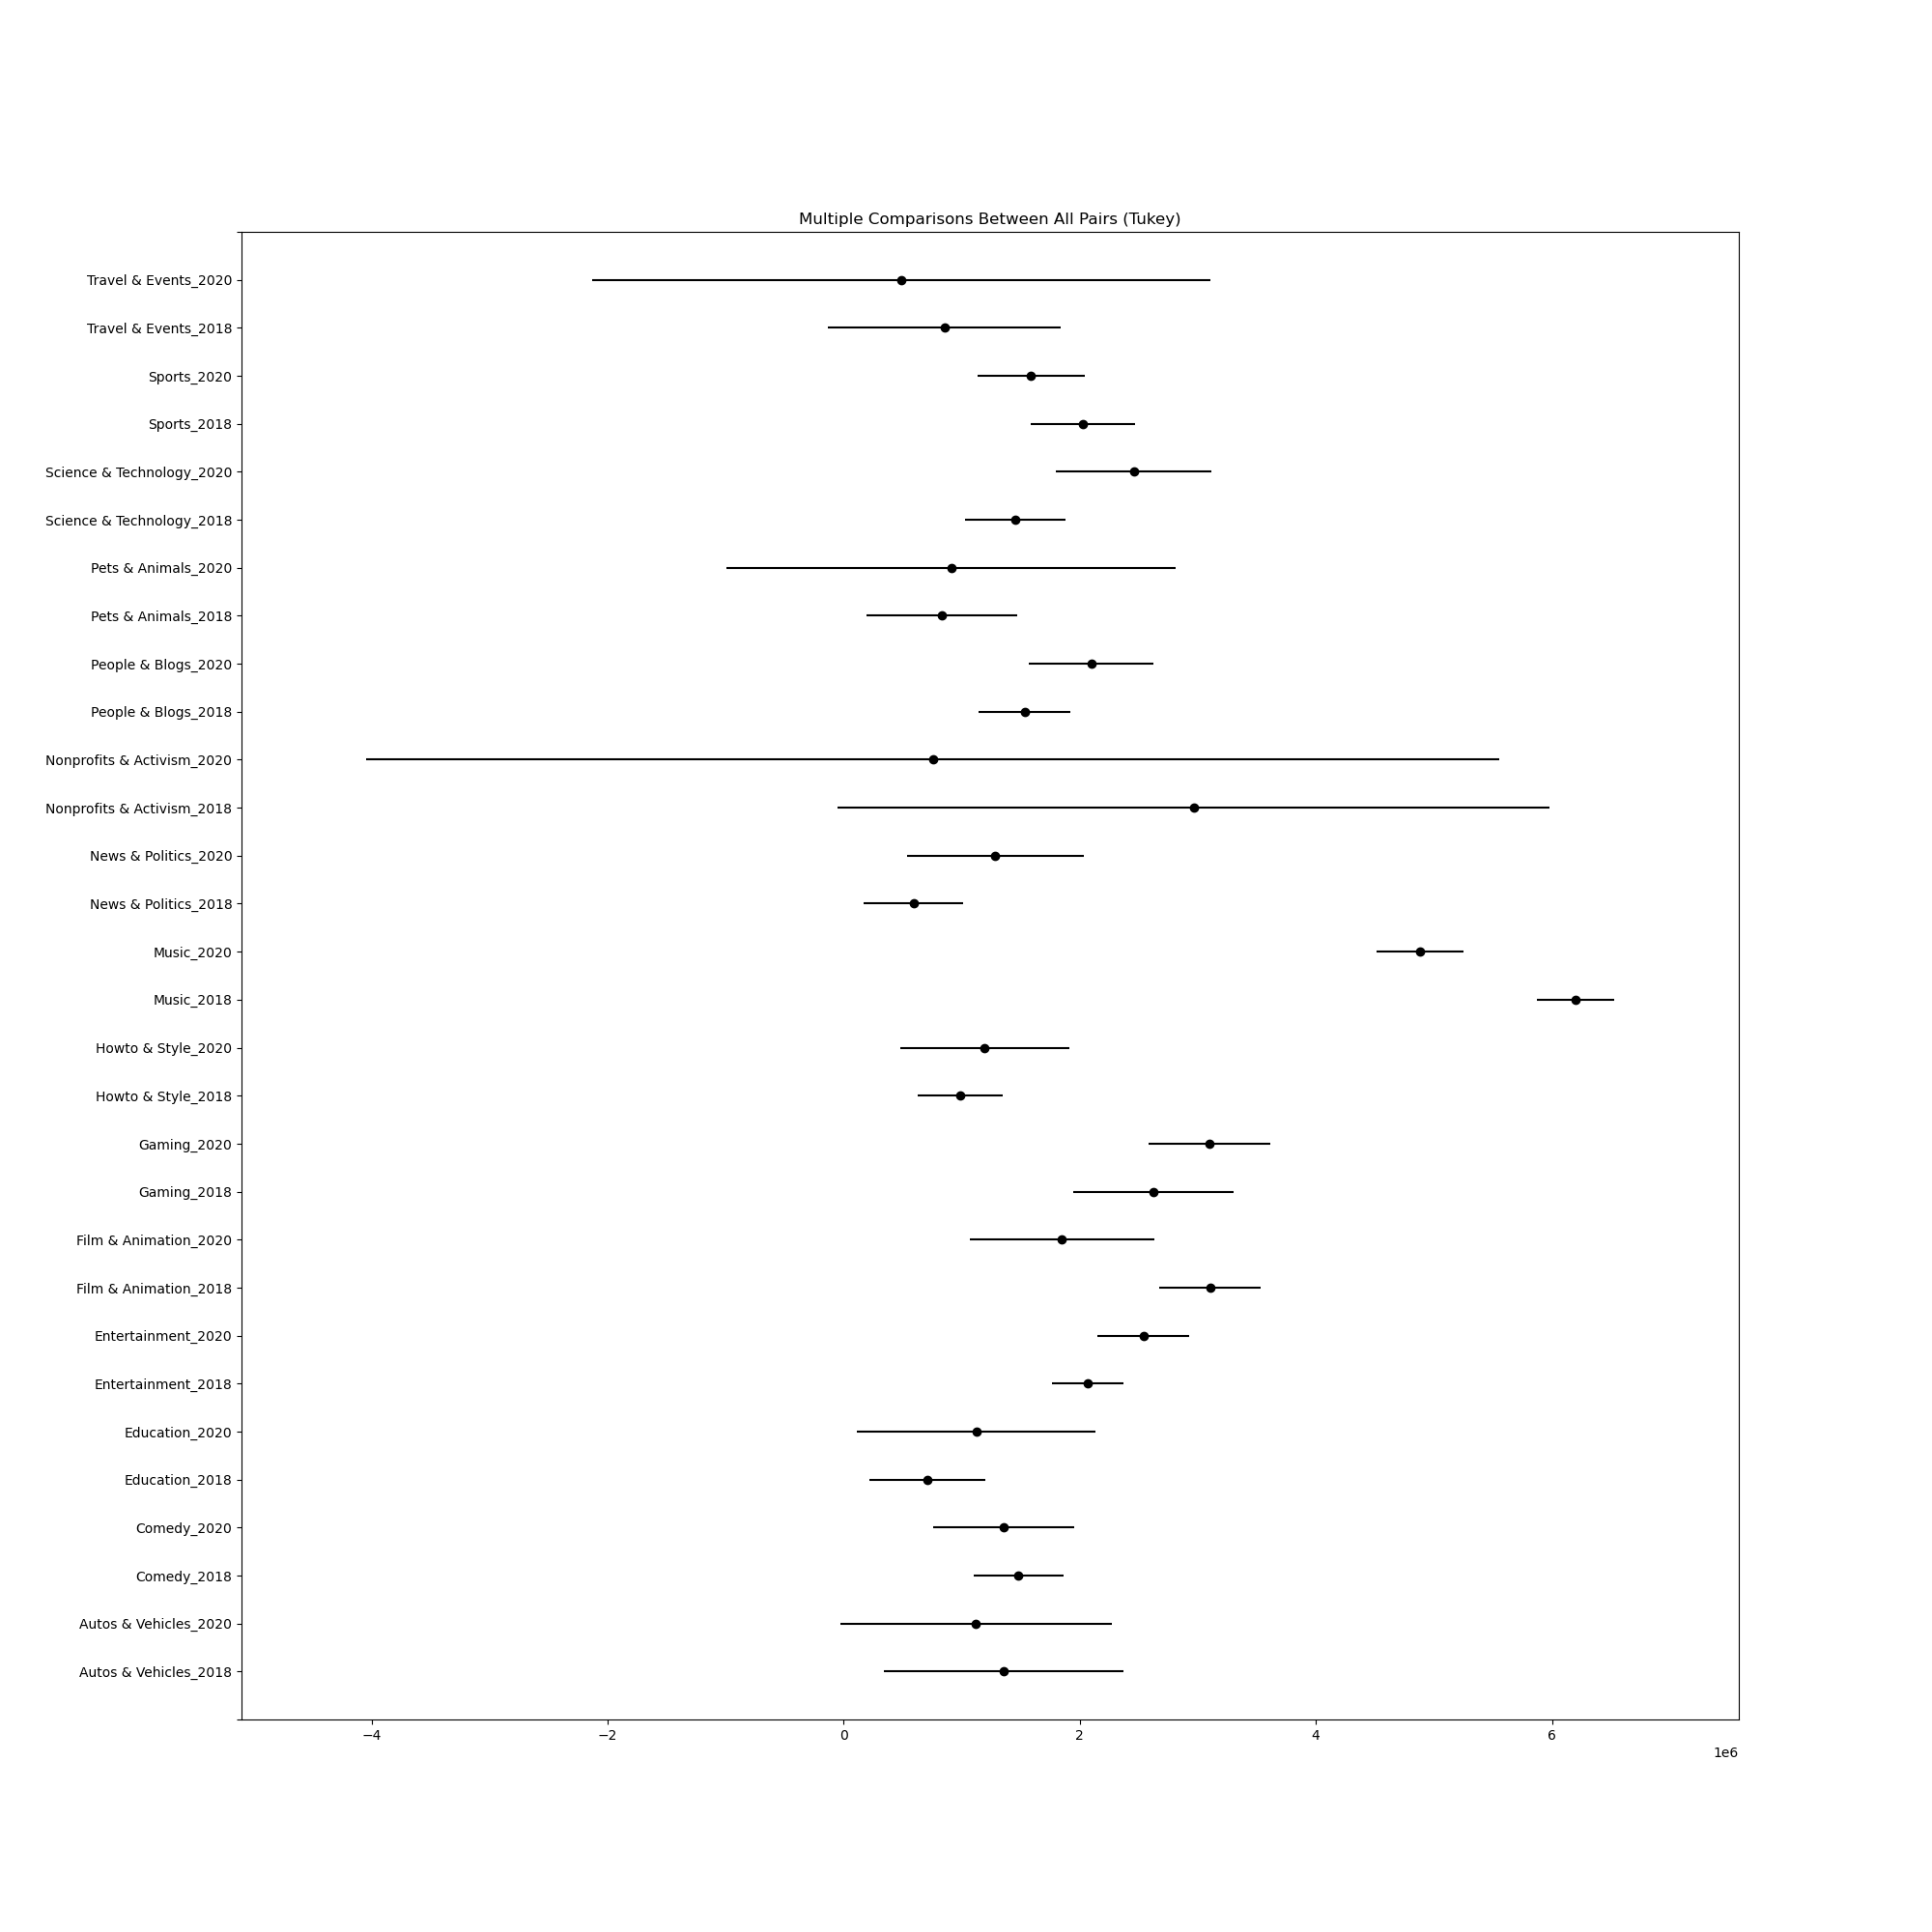 Multiple Comparisons Between All Pairs (Tukey)
Travel & Events_2020
Travel & Events_2018
Sports_2020
Sports_2018
Science & Technology_2020
Science & Technology_2018
Pets & Animals_2020
Pets & Animals_2018
People & Blogs_2020
People & Blogs_2018
Nonprofits & Activism_2020
Nonprofits & Activism_2018
News & Politics_2020
News & Politics_2018
Music_2020
Music_2018
Howto & Style_2020
Howto & Style_2018
Gaming_2020
Gaming_2018
Film & Animation_2020
Film & Animation_2018
Entertainment_2020
Entertainment_2018
Education_2020
Education_2018
Comedy_2020
Comedy_2018
Autos & Vehicles_2020
Autos & Vehicles_2018
−4 −2 0 2 4 6
1e6